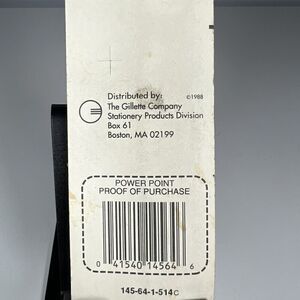 Distributed by: ©1988
The Gillette Company
Stationery Products Division
Box 61
Boston, MA 02199
POWER POINT
PROOF OF PURCHASE
0 41540 14564 6
145-64-1-514C